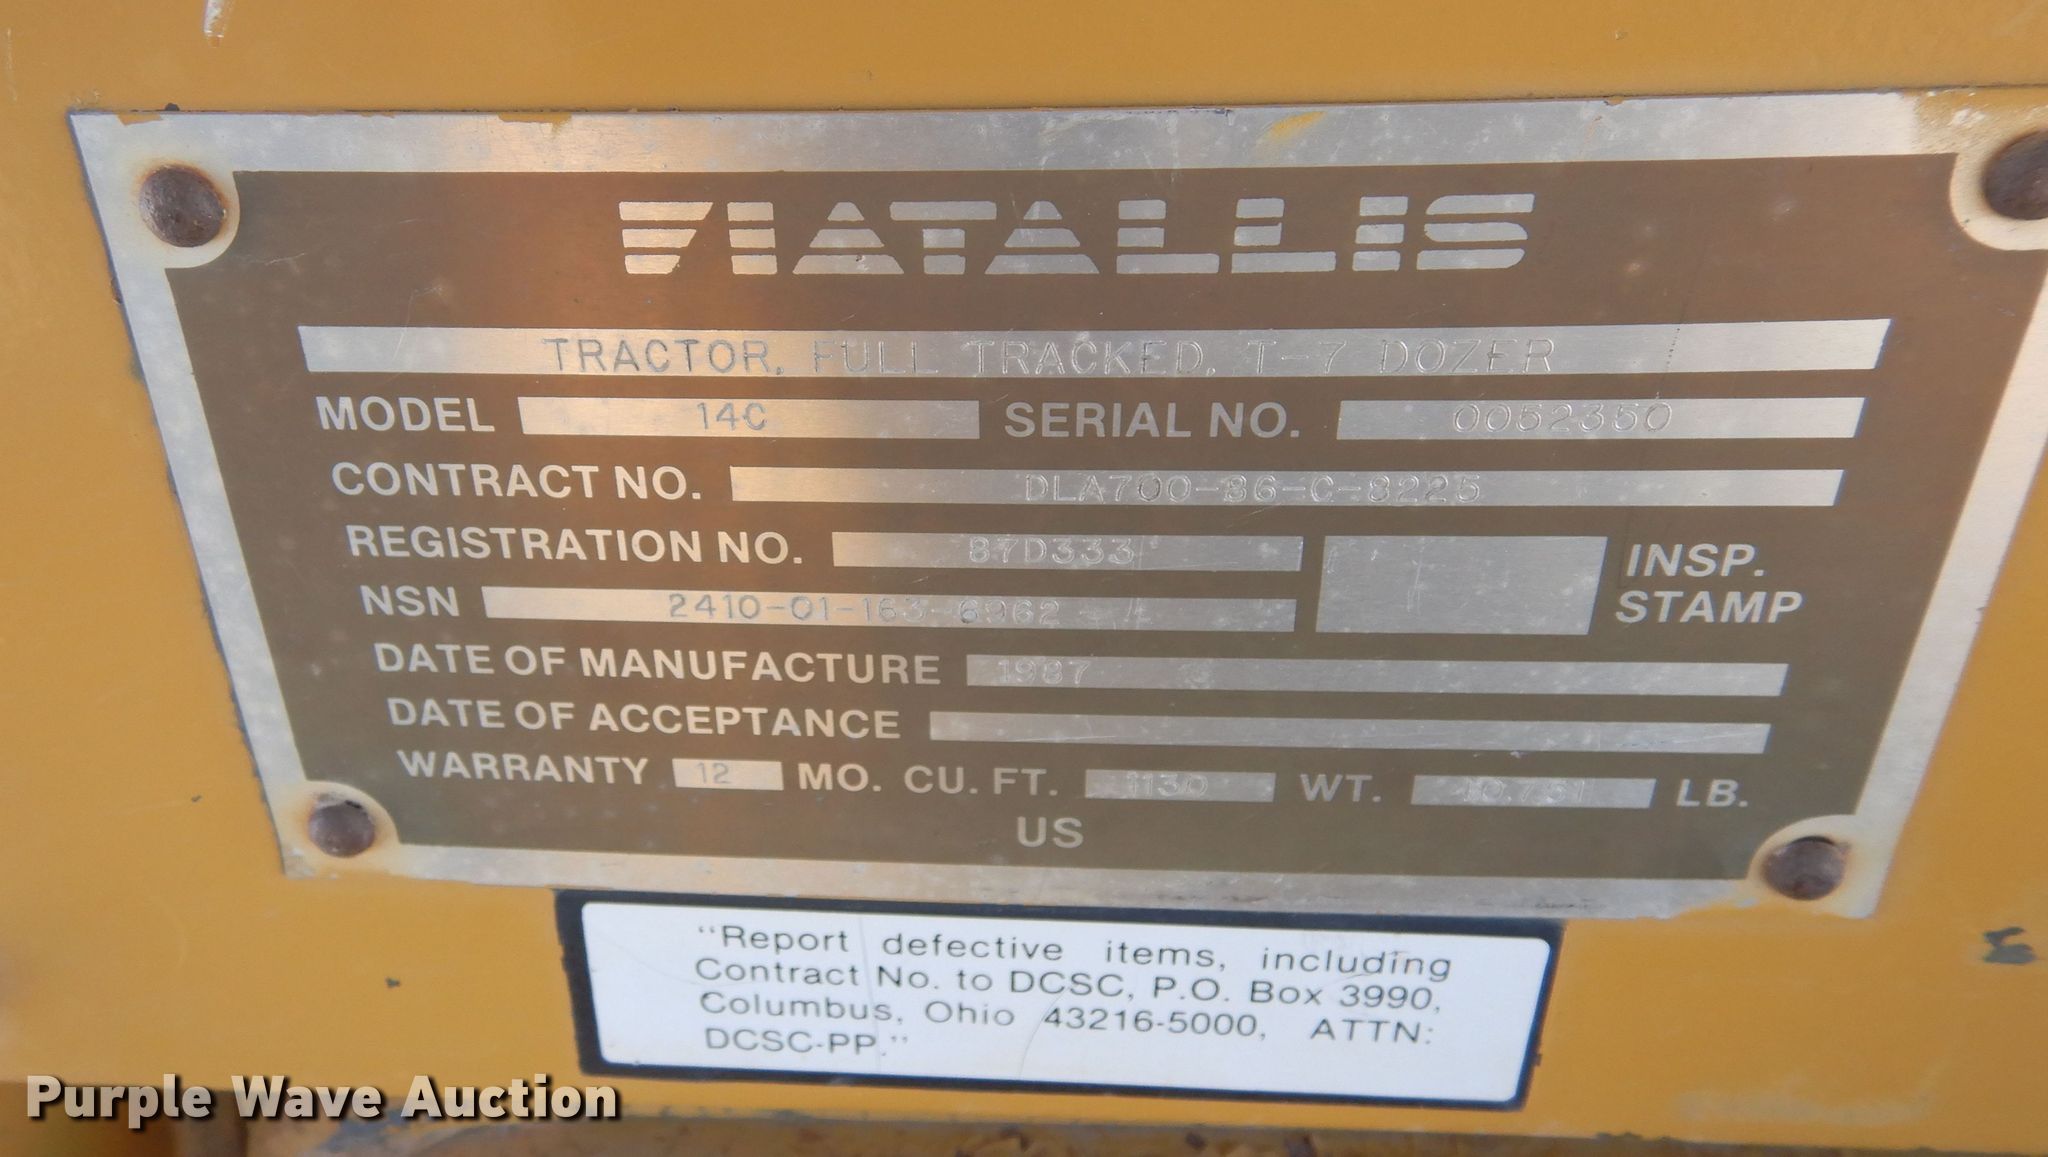 FIATALLIS
TRACTOR, FULL TRACKED, T-7 DOZER
MODEL 14C SERIAL NO. 0052350
CONTRACT NO. DLA700-86-C-8225
REGISTRATION NO. 87D333
NSN 2410-01-163-6962
INSP. STAMP
DATE OF MANUFACTURE 1987
DATE OF ACCEPTANCE
WARRANTY 12 MO. CU. FT. 1130 WT. LB.
US
"Report defective items, including
Contract No. to DCSC, P.O. Box 3990,
Columbus, Ohio 43216-5000, ATTN:
DCSC-PP."
Purple Wave Auction